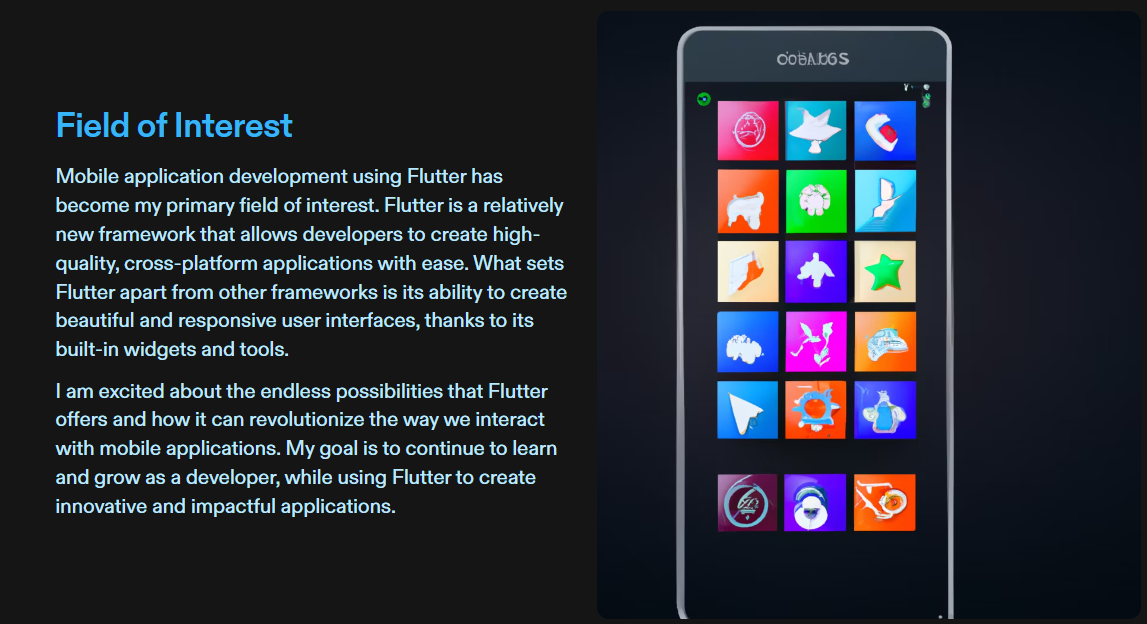 Field of Interest
Mobile application development using Flutter has
become my primary field of interest. Flutter is a relatively
new framework that allows developers to create high-
quality, cross-platform applications with ease. What sets
Flutter apart from other frameworks is its ability to create
beautiful and responsive user interfaces, thanks to its
built-in widgets and tools.
I am excited about the endless possibilities that Flutter
offers and how it can revolutionize the way we interact
with mobile applications. My goal is to continue to learn
and grow as a developer, while using Flutter to create
innovative and impactful applications.